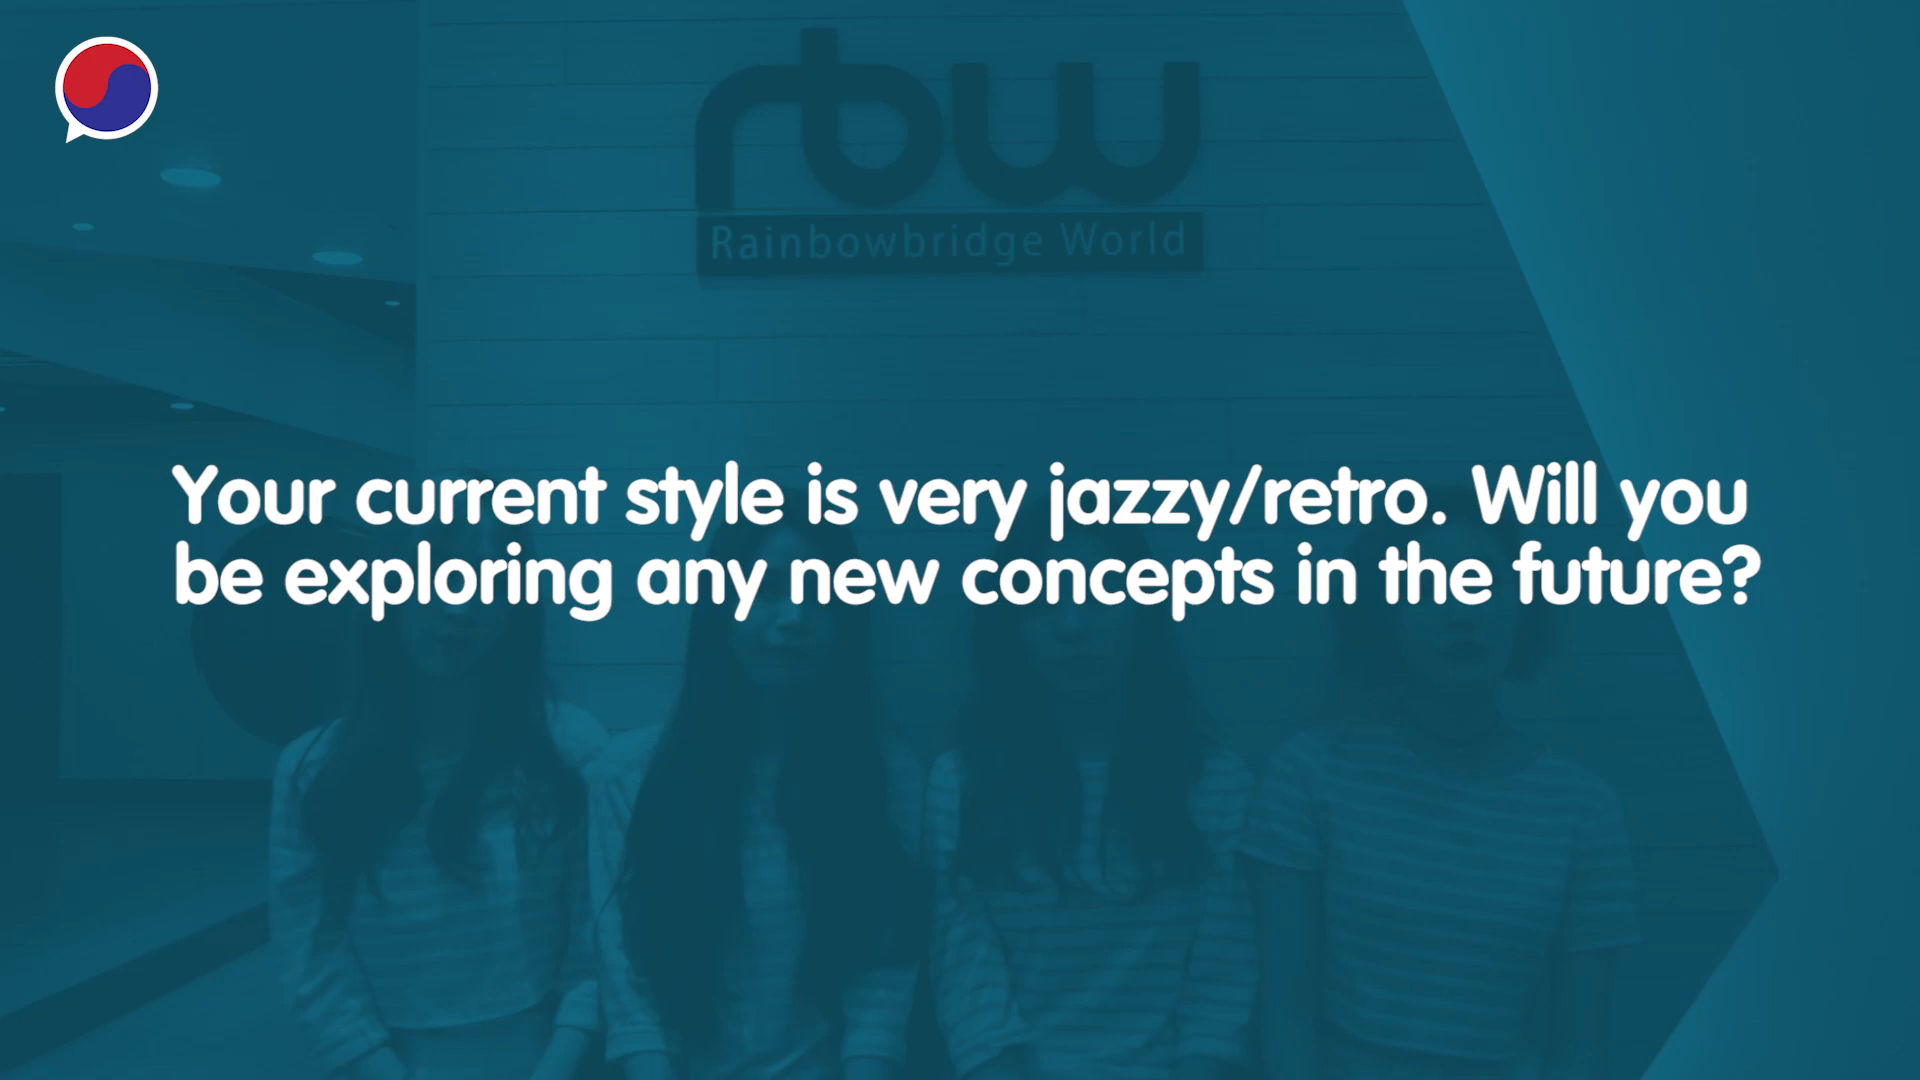 rbw
Rainbowbridge World
Your current style is very jazzy/retro. Will you
be exploring any new concepts in the future?